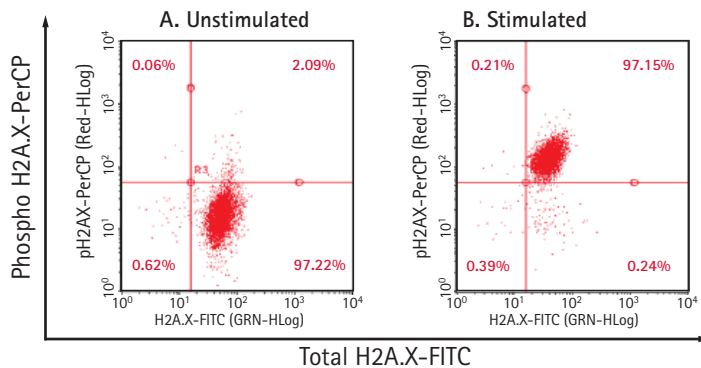 A. Unstimulated
B. Stimulated
Phospho H2A.X-PerCP
pH2AX-PerCP (Red-HLog)
10⁴
10³
10²
10¹
10⁰
0.06%
2.09%
R3
0.62%
97.22%
10⁰ 10¹ 10² 10³ 10⁴
H2A.X-FITC (GRN-HLog)
pH2AX-PerCP (Red-HLog)
10⁴
10³
10²
10¹
10⁰
0.21%
97.15%
0.39%
0.24%
10⁰ 10¹ 10² 10³ 10⁴
H2A.X-FITC (GRN-HLog)
Total H2A.X-FITC